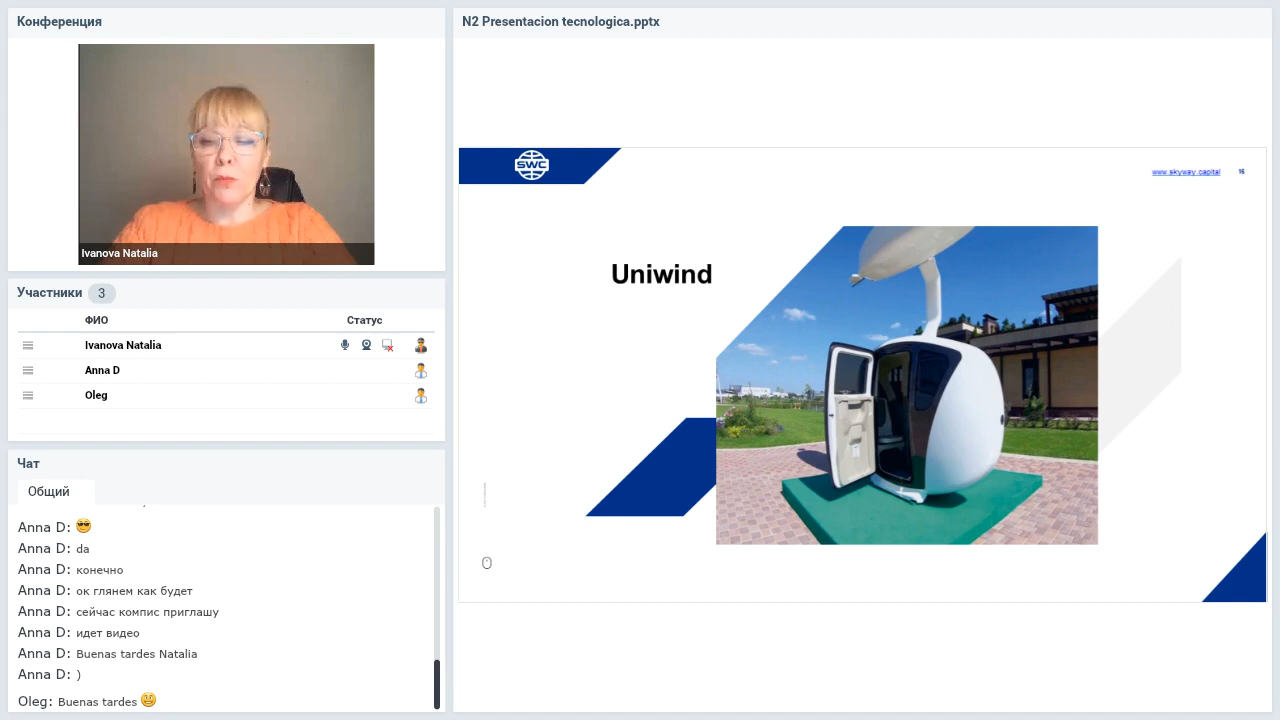 Конференция
Ivanova Natalia
Участники 3
ФИО Статус
Ivanova Natalia
Anna D
Oleg
Чат
Общий
Anna D:
Anna D: da
Anna D: конечно
Anna D: ок глянем как будет
Anna D: сейчас компис приглашу
Anna D: идет видео
Anna D: Buenas tardes Natalia
Anna D: )
Oleg: Buenas tardes
N2 Presentacion tecnologica.pptx
SWC
www.skyway.capital 16
Uniwind